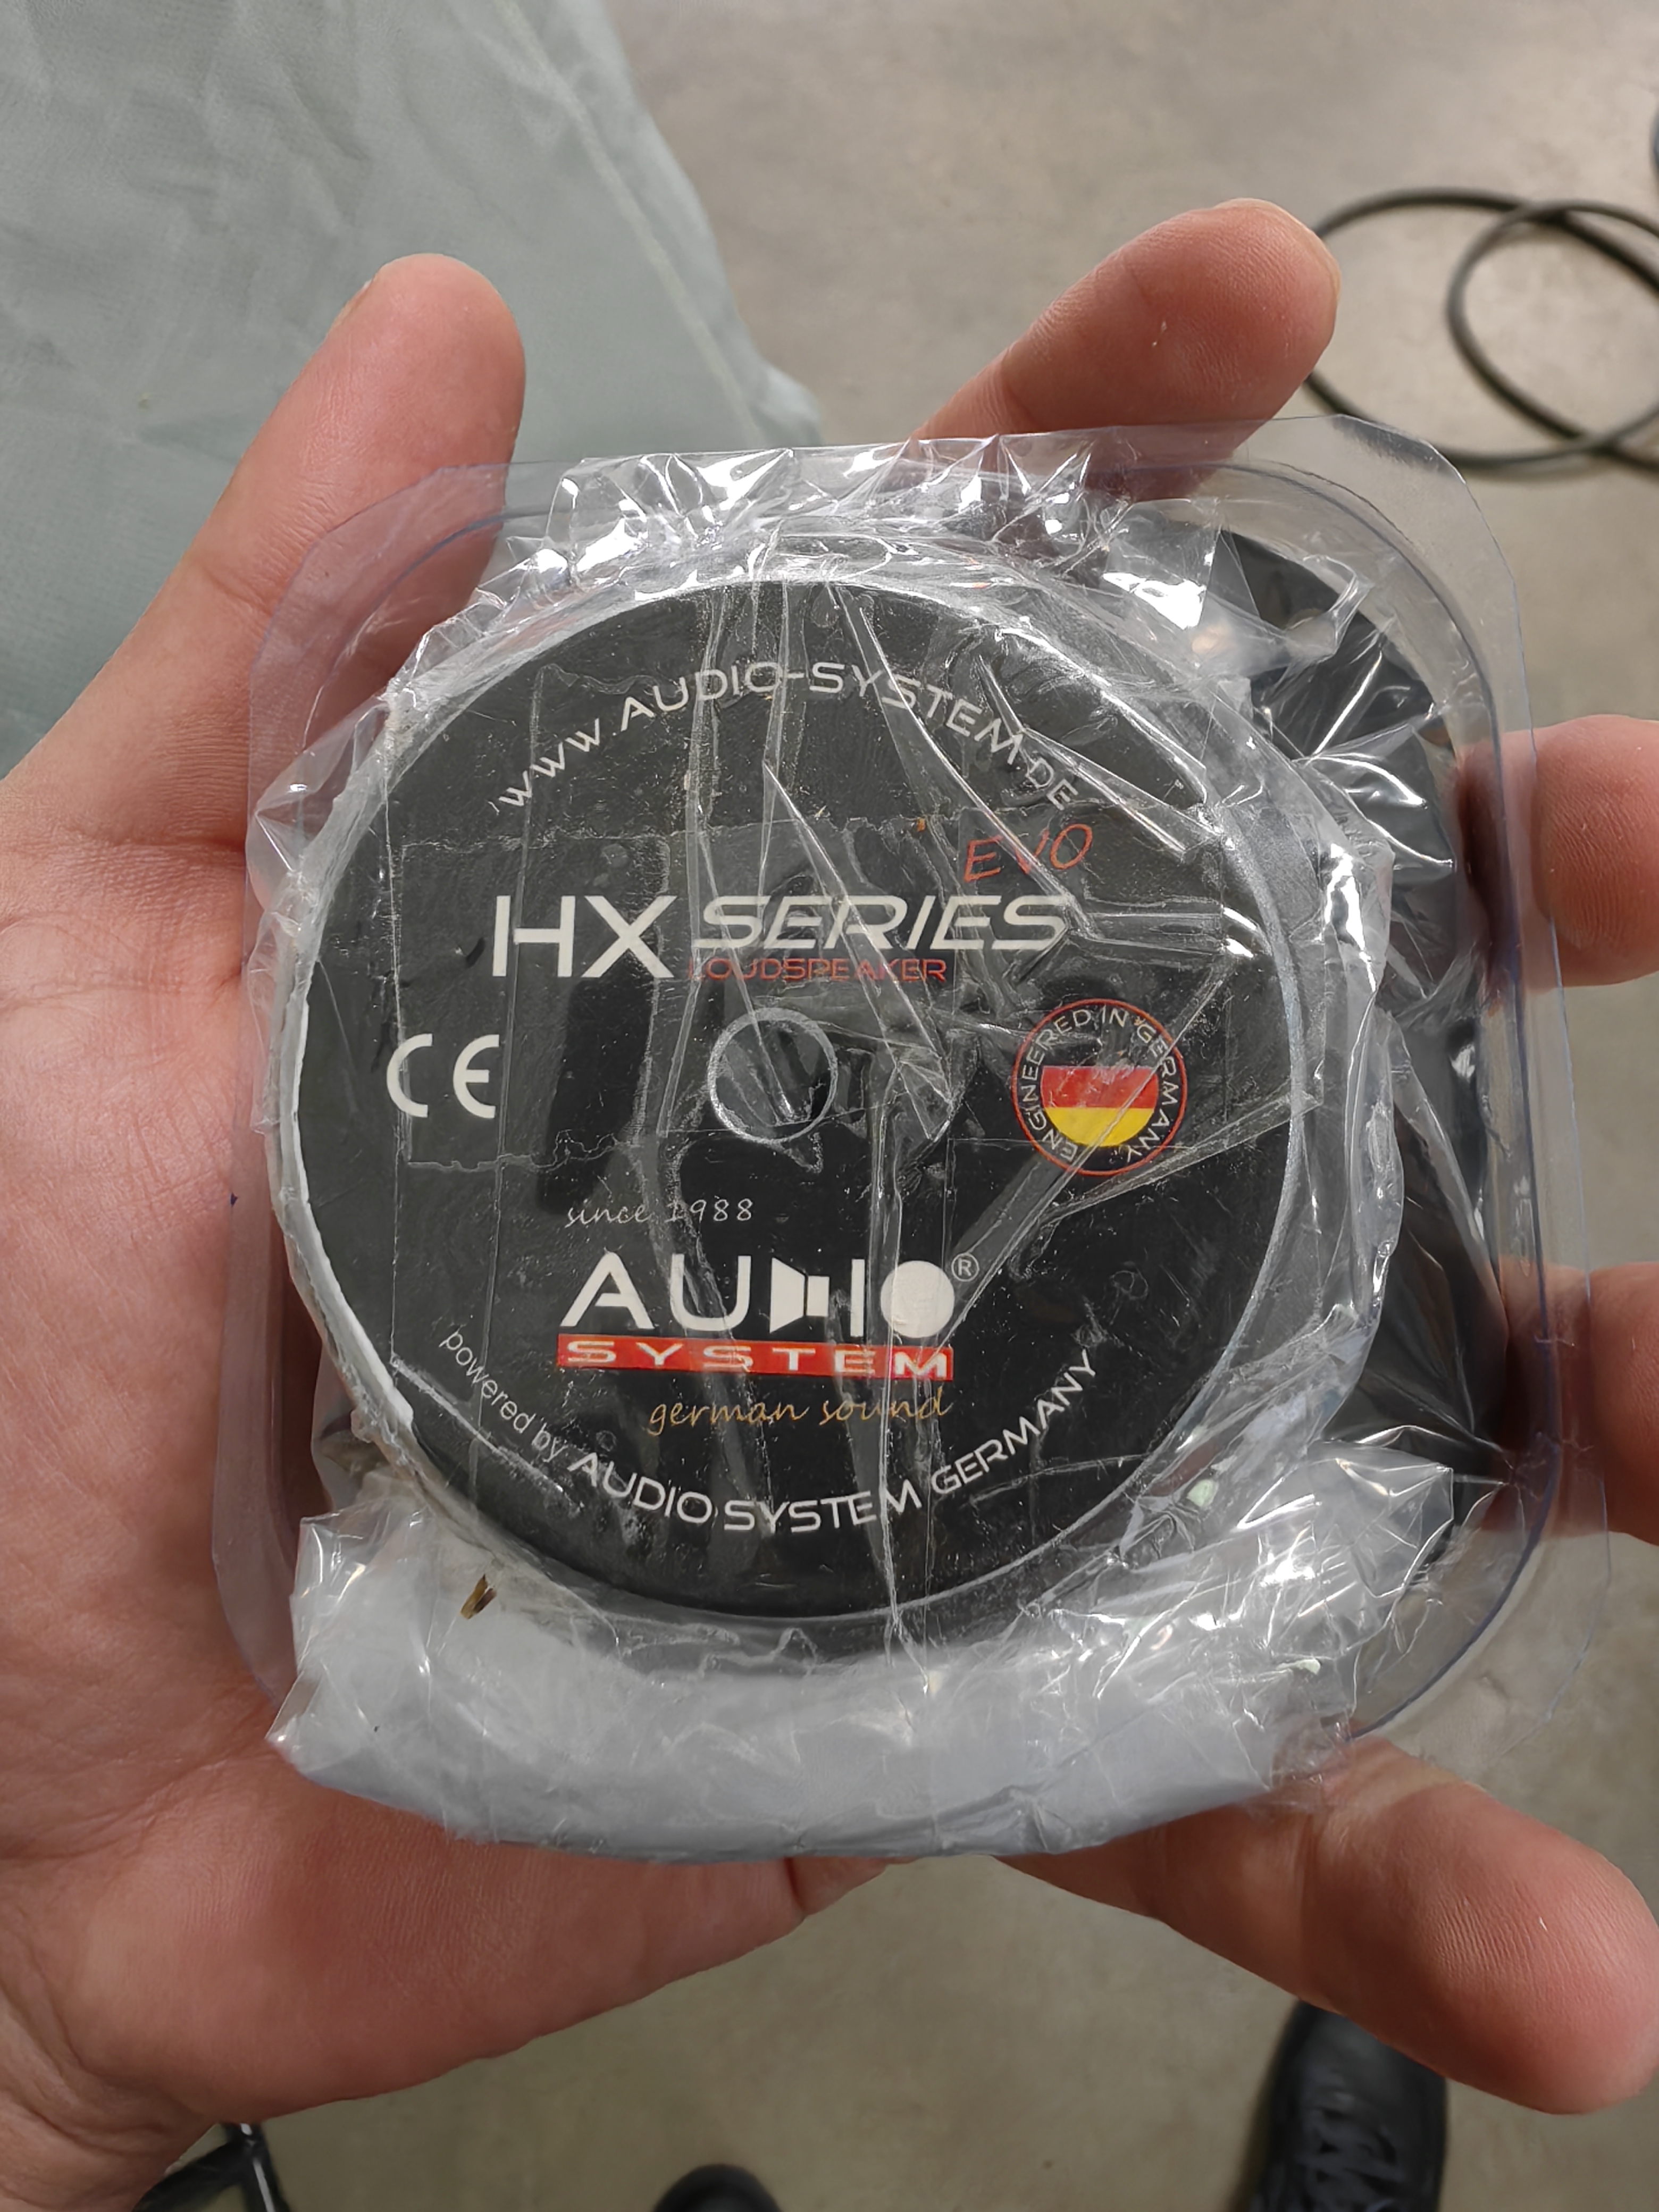 WWW.AUDIO-SYSTEM.DE
EVO
HX SERIES
LOUDSPEAKER
CE
ENGINEERED IN GERMANY
since 1988
AUDIO®
SYSTEM
german sound
powered by AUDIO SYSTEM GERMANY